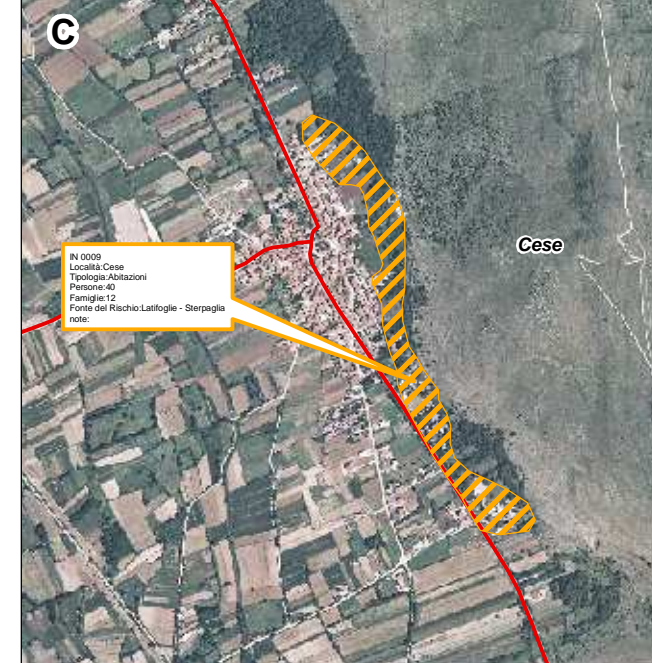 C
Cese
IN 0009
Località:Cese
Tipologia:Abitazioni
Persone:40
Famiglie:12
Fonte del Rischio:Latifoglie - Sterpaglia
note: